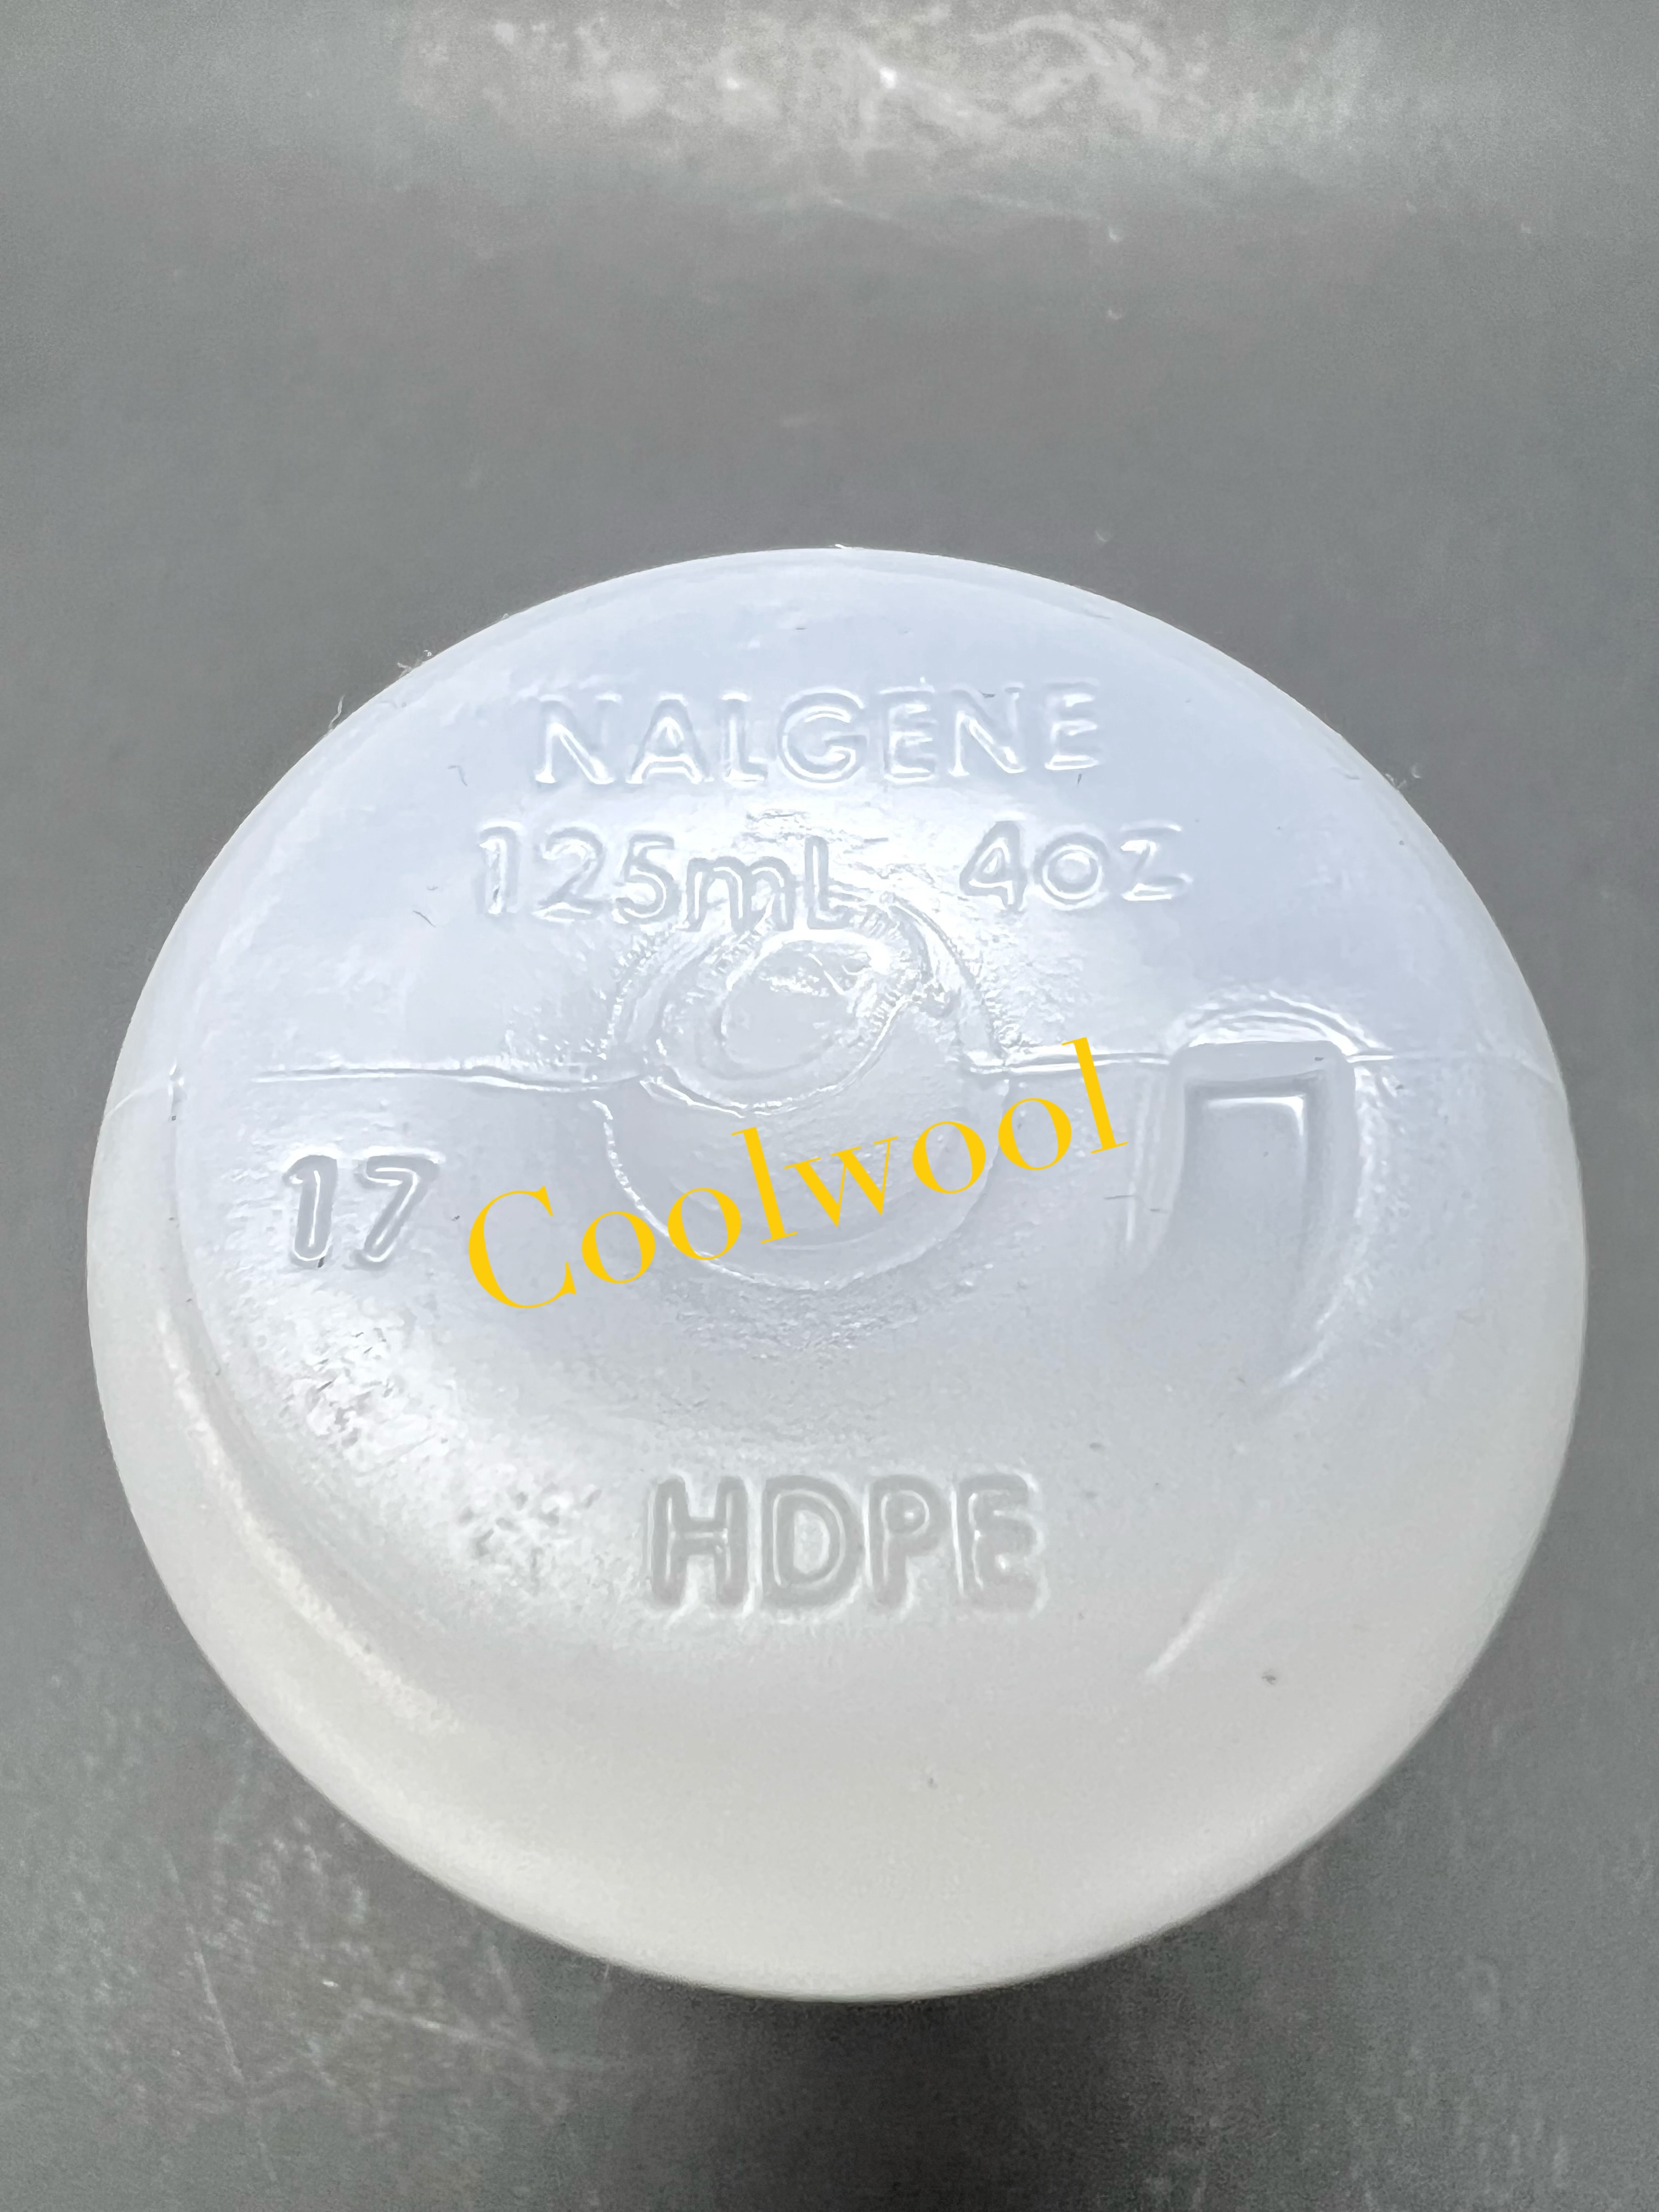 NALGENE
125mL 4oz
17
Coolwool
HDPE